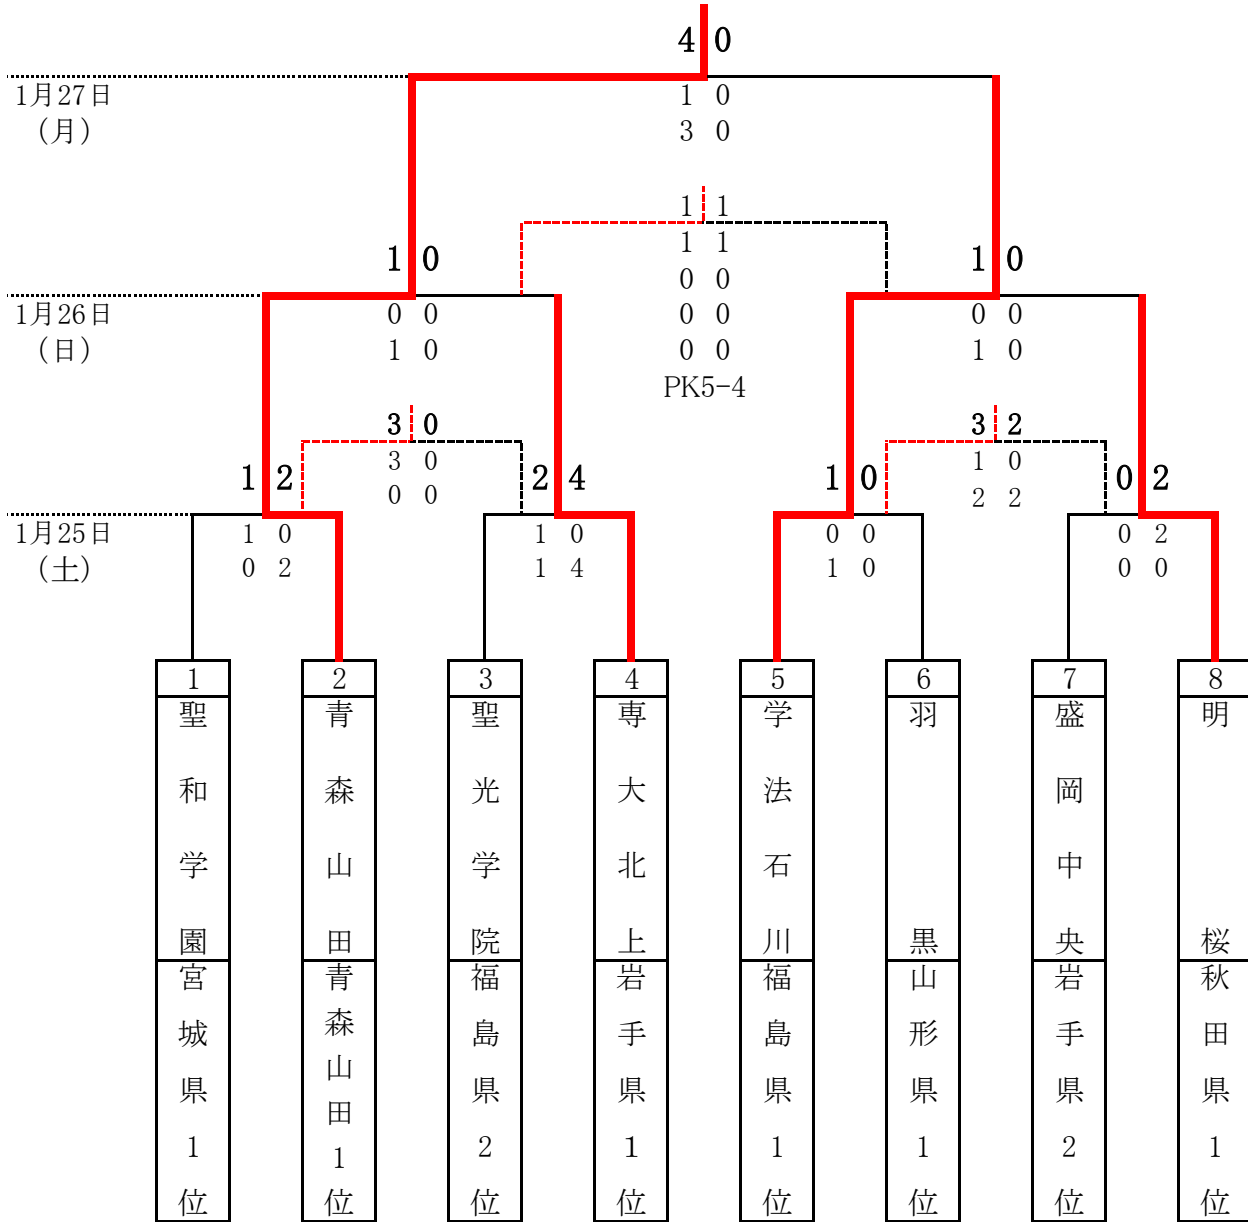 4 0
1月27日
(月)
1 0
3 0
1 1
1 1
1 0
1 0
0 0
0 0
0 0
PK5-4
1月26日
(日)
0 0
1 0
0 0
1 0
3 0
3 0
0 0
3 2
1 0
2 2
1 2
2 4
1 0
0 2
1月25日
(土)
1 0
0 2
1 0
1 4
0 0
1 0
0 2
0 0
1
2
3
4
5
6
7
8
聖和学園
青森山田
聖光学院
専大北上
学法石川
羽黒
盛岡中央
明桜
宮城県1位
青森山田1位
福島県2位
岩手県1位
福島県1位
山形県1位
岩手県2位
秋田県1位